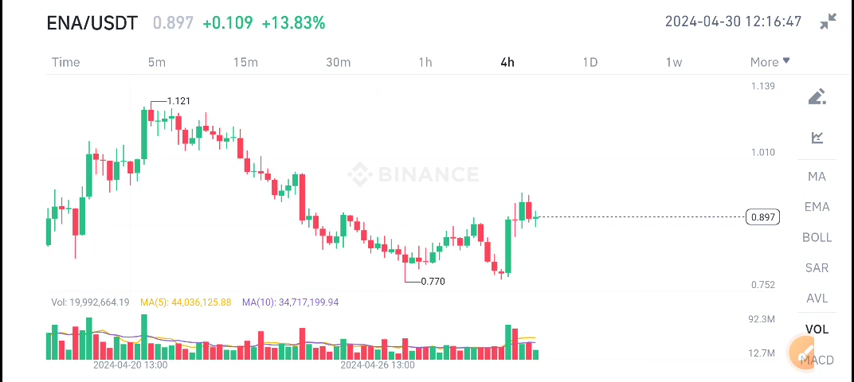 ENA/USDT 0.897 +0.109 +13.83% 2024-04-30 12:16:47
Time 5m 15m 30m 1h 4h 1D 1w More
1.139
1.121
1.010
MA
BINANCE
EMA
0.897
BOLL
SAR
0.770
0.752
AVL
Vol: 19,992,664.19 MA(5): 44,036,125.88 MA(10): 34,717,199.94
92.3M
VOL
12.7M
MACD
2024-04-20 13:00 2024-04-26 13:00